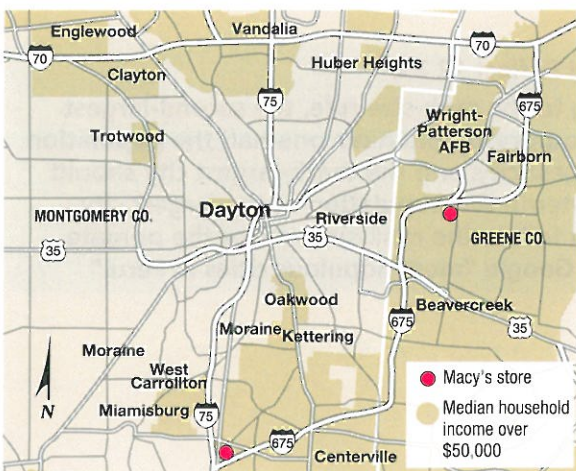 Englewood
Vandalia
70
70
Clayton
Huber Heights
75
675
Wright-
Patterson
AFB
Trotwood
Fairborn
MONTGOMERY CO.
Dayton
Riverside
35
35
GREENE CO.
Oakwood
Beavercreek
675
35
Moraine
Kettering
Moraine
West
Carrollton
Miamisburg
75
N
675
Centerville
Macy's store
Median household
income over
$50,000